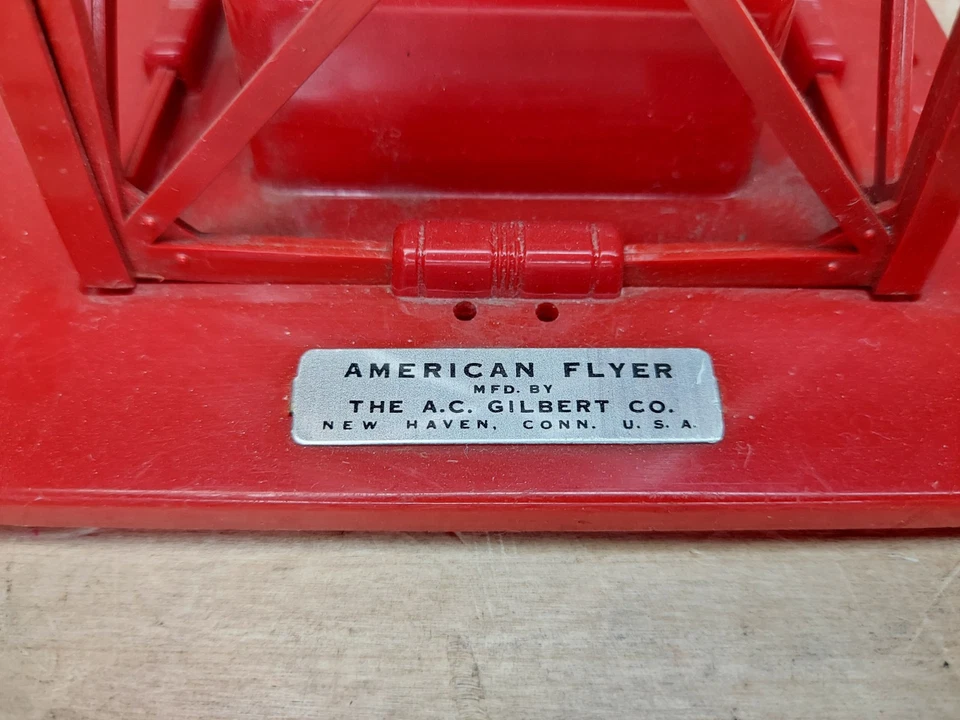 AMERICAN FLYER
MFD. BY
THE A.C. GILBERT CO.
NEW HAVEN, CONN. U.S.A.